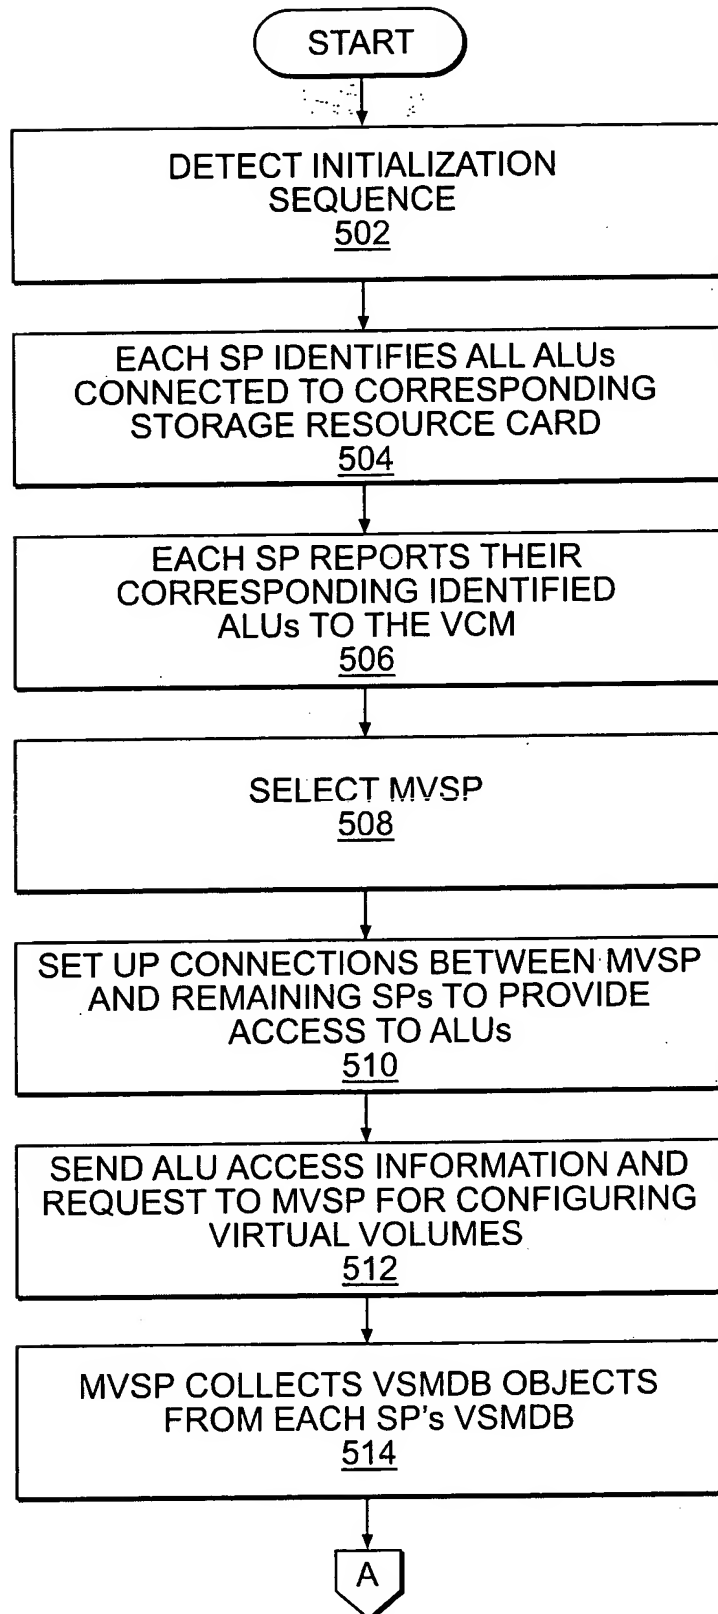 START
DETECT INITIALIZATION
SEQUENCE
502
EACH SP IDENTIFIES ALL ALUs
CONNECTED TO CORRESPONDING
STORAGE RESOURCE CARD
504
EACH SP REPORTS THEIR
CORRESPONDING IDENTIFIED
ALUs TO THE VCM
506
SELECT MVSP
508
SET UP CONNECTIONS BETWEEN MVSP
AND REMAINING SPs TO PROVIDE
ACCESS TO ALUs
510
SEND ALU ACCESS INFORMATION AND
REQUEST TO MVSP FOR CONFIGURING
VIRTUAL VOLUMES
512
MVSP COLLECTS VSMDB OBJECTS
FROM EACH SP's VSMDB
514
A